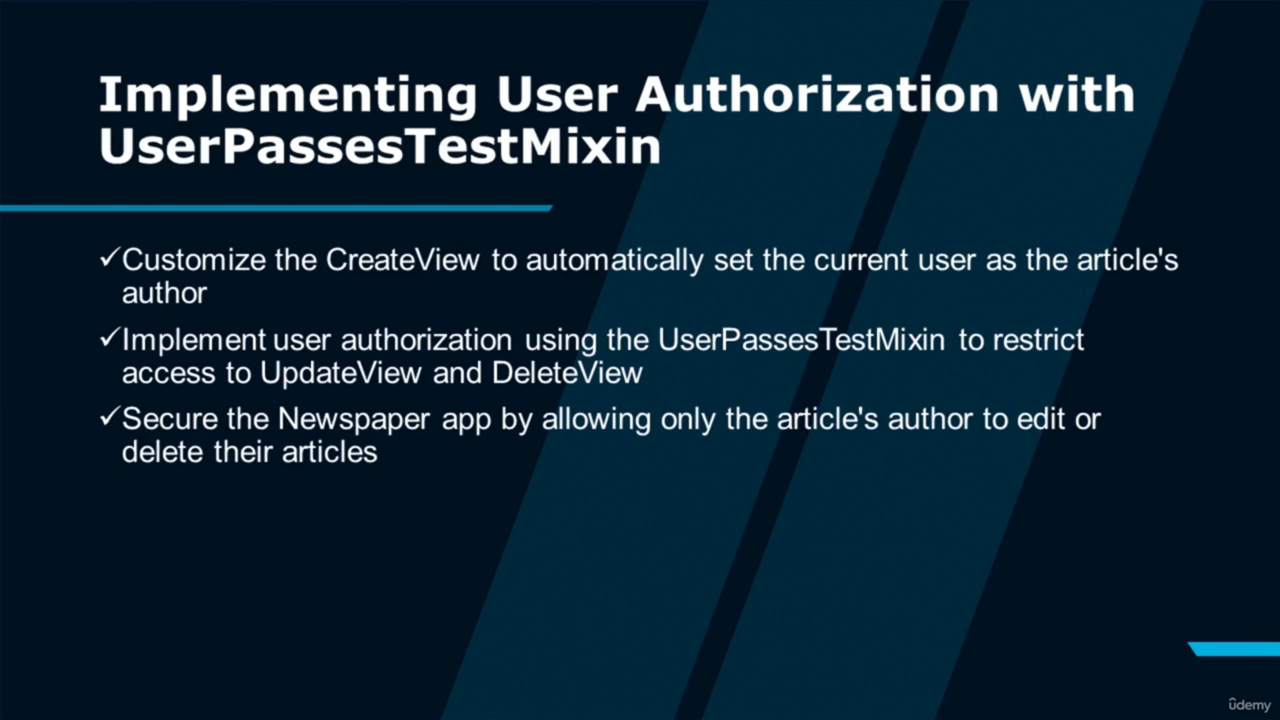 Implementing User Authorization with
UserPassesTestMixin
✓Customize the CreateView to automatically set the current user as the article's
author
✓Implement user authorization using the UserPassesTestMixin to restrict
access to UpdateView and DeleteView
✓Secure the Newspaper app by allowing only the article's author to edit or
delete their articles
ûdemy